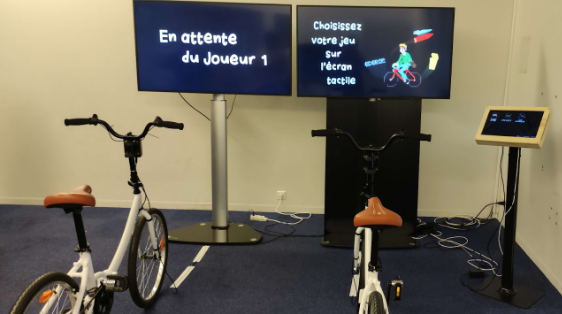 En attente
du Joueur 1
Choisissez
votre jeu
sur
l'écran
tactile